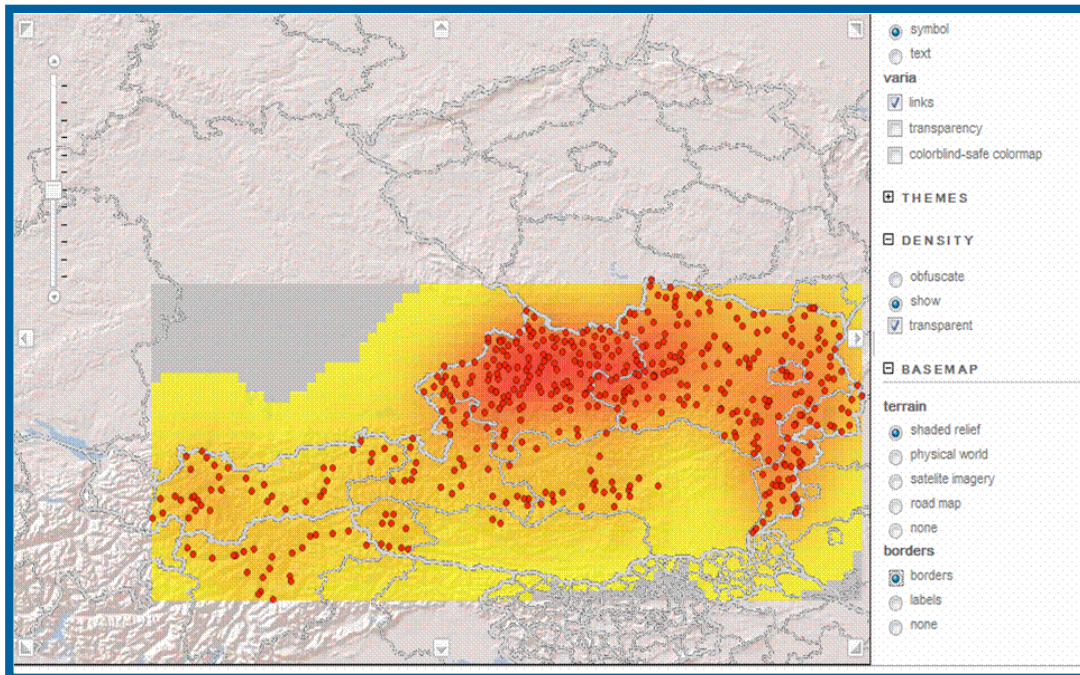 symbol
text
varia
links
transparency
colorblind-safe colormap
THEMES
DENSITY
obfuscate
show
transparent
BASEMAP
terrain
shaded relief
physical world
satelite imagery
road map
none
borders
borders
labels
none